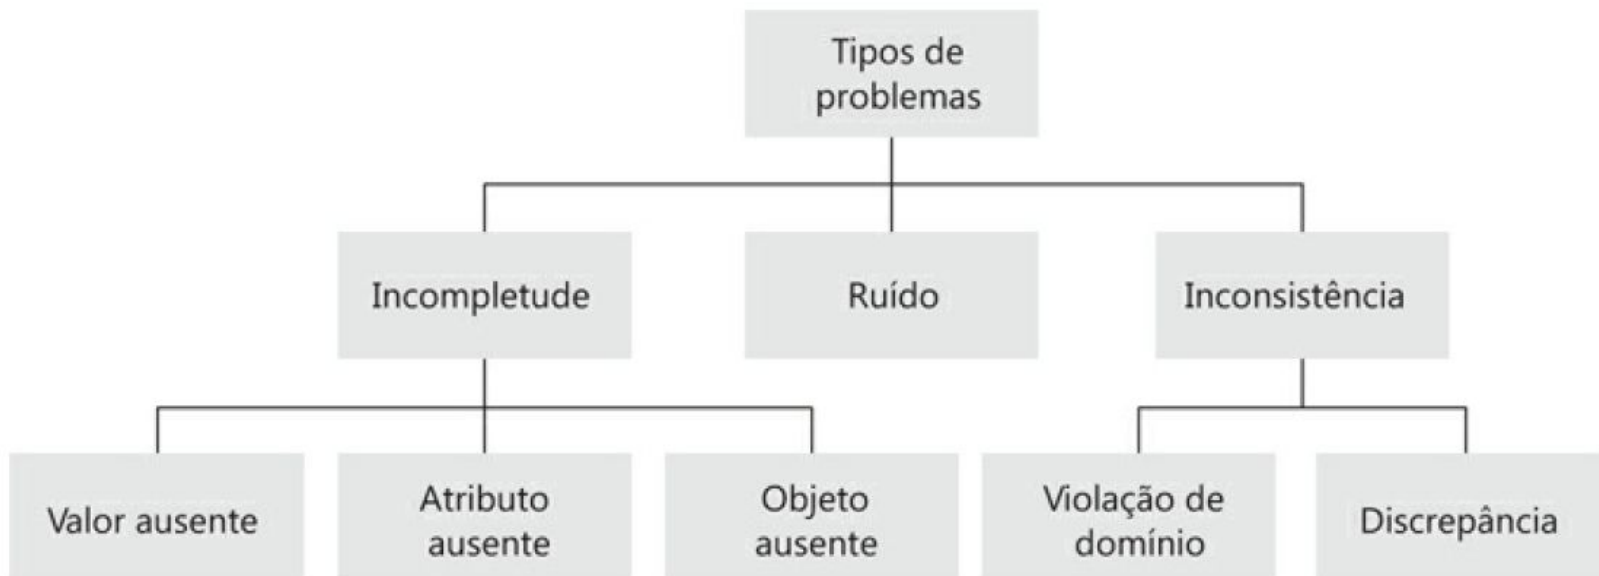 Tipos de
problemas
Incompletude
Ruído
Inconsistência
Valor ausente
Atributo
ausente
Objeto
ausente
Violação de
domínio
Discrepância